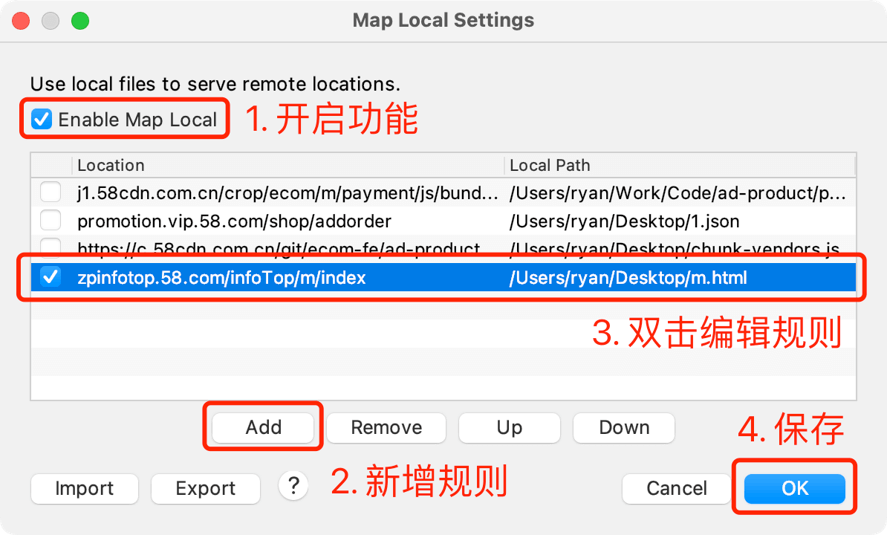 Map Local Settings
Use local files to serve remote locations.
Enable Map Local 1. 开启功能
Location Local Path
j1.58cdn.com.cn/crop/ecom/m/payment/js/bund... /Users/ryan/Work/Code/ad-product/p...
promotion.vip.58.com/shop/addorder /Users/ryan/Desktop/1.json
https://c.58cdn.com.cn/git/ecom-fe/ad-product /Users/ryan/Desktop/chunk-vendors.js
zpinfotop.58.com/infoTop/m/index /Users/ryan/Desktop/m.html
3. 双击编辑规则
Add Remove Up Down 4. 保存
2. 新增规则
Import Export ? Cancel OK